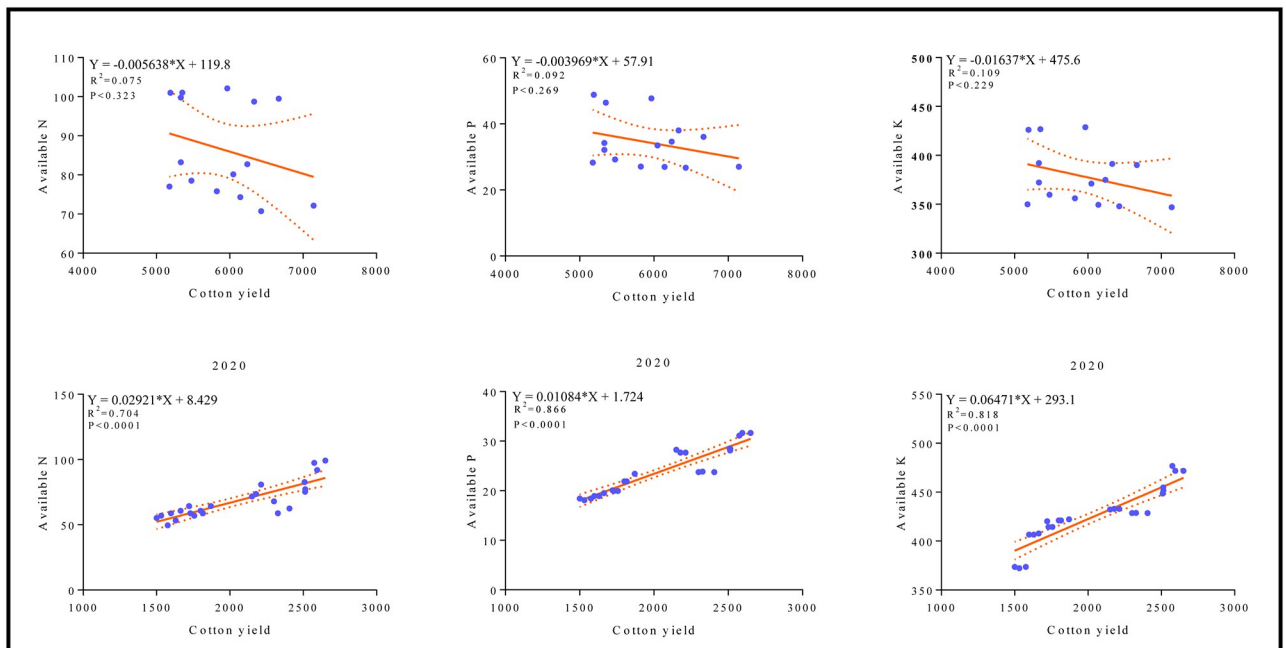 Y = -0.005638*X + 119.8
R²=0.075
P<0.323
110
100
90
80
70
60
4000 5000 6000 7000 8000
Available N
Cotton yield
Y = -0.003969*X + 57.91
R²=0.092
P<0.269
60
40
20
0
4000 5000 6000 7000 8000
Available P
Cotton yield
Y = -0.01637*X + 475.6
R²=0.109
P<0.229
500
450
400
350
300
4000 5000 6000 7000 8000
Available K
Cotton yield
2020
Y = 0.02921*X + 8.429
R²=0.704
P<0.0001
150
100
50
0
1000 1500 2000 2500 3000
Available N
Cotton yield
2020
Y = 0.01084*X + 1.724
R²=0.866
P<0.0001
40
30
20
10
0
1000 1500 2000 2500 3000
Available P
Cotton yield
2020
Y = 0.06471*X + 293.1
R²=0.818
P<0.0001
550
500
450
400
350
1000 1500 2000 2500 3000
Available K
Cotton yield